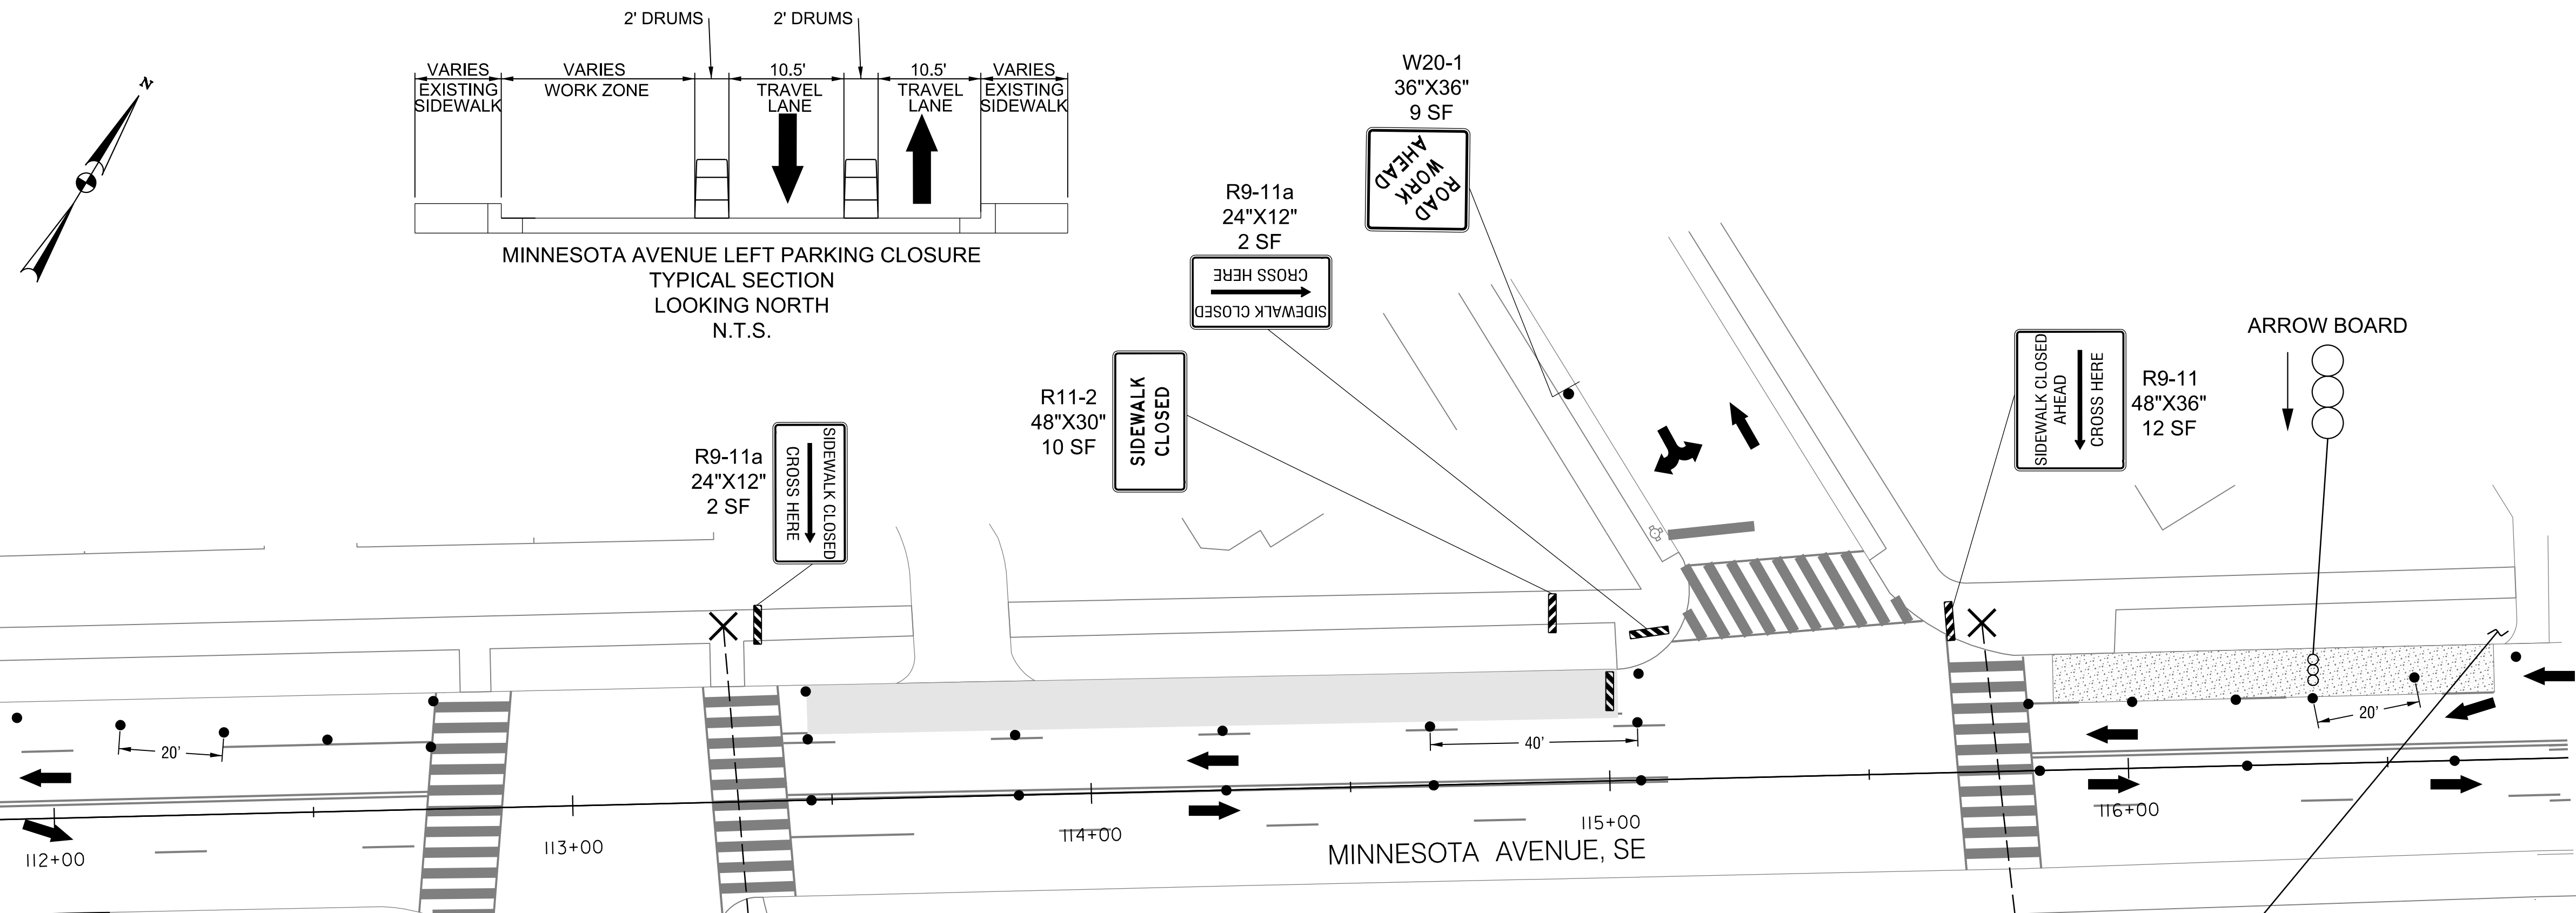 2' DRUMS
2' DRUMS
VARIES
VARIES
10.5'
10.5'
VARIES
EXISTING
SIDEWALK
WORK ZONE
TRAVEL
LANE
TRAVEL
LANE
EXISTING
SIDEWALK
MINNESOTA AVENUE LEFT PARKING CLOSURE
TYPICAL SECTION
LOOKING NORTH
N.T.S.
N
W20-1
36"X36"
9 SF
ROAD
WORK
AHEAD
R9-11a
24"X12"
2 SF
SIDEWALK CLOSED
CROSS HERE
R11-2
48"X30"
10 SF
SIDEWALK
CLOSED
R9-11a
24"X12"
2 SF
SIDEWALK CLOSED
CROSS HERE
SIDEWALK CLOSED
AHEAD
CROSS HERE
R9-11
48"X36"
12 SF
ARROW BOARD
20'
40'
20'
112+00
113+00
114+00
115+00
116+00
MINNESOTA AVENUE, SE